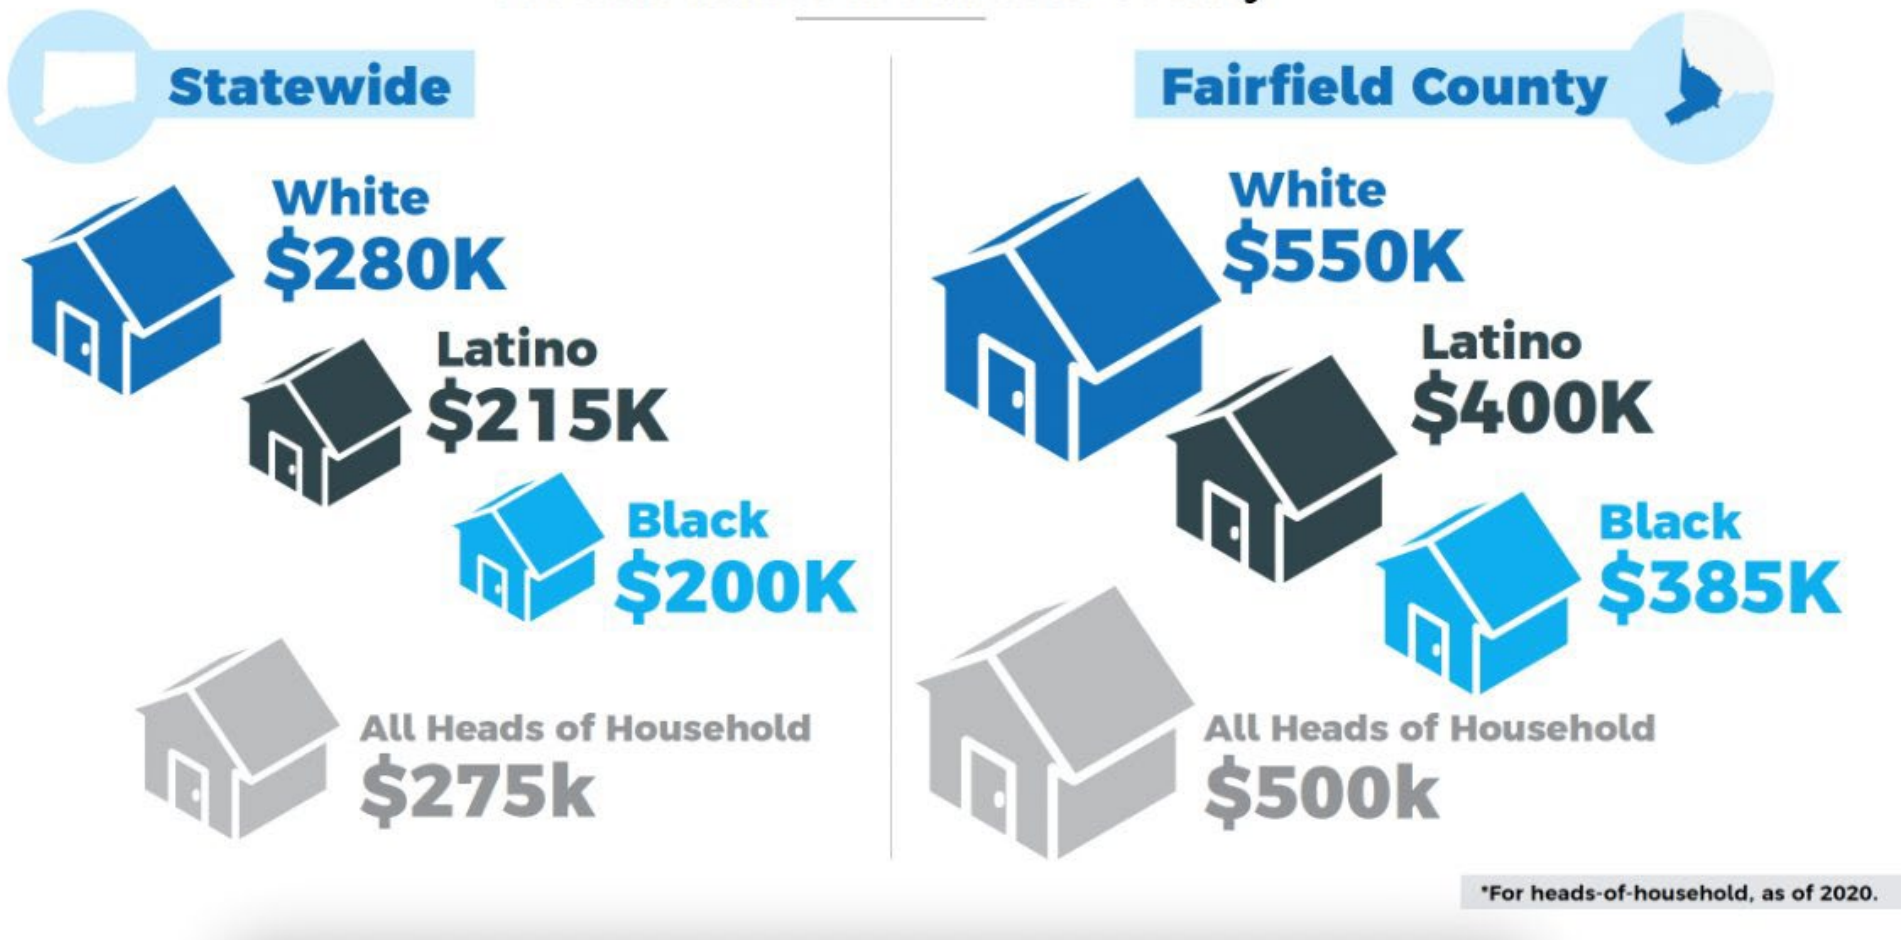 Statewide
White
$280K
Latino
$215K
Black
$200K
All Heads of Household
$275k
Fairfield County
White
$550K
Latino
$400K
Black
$385K
All Heads of Household
$500k
*For heads-of-household, as of 2020.